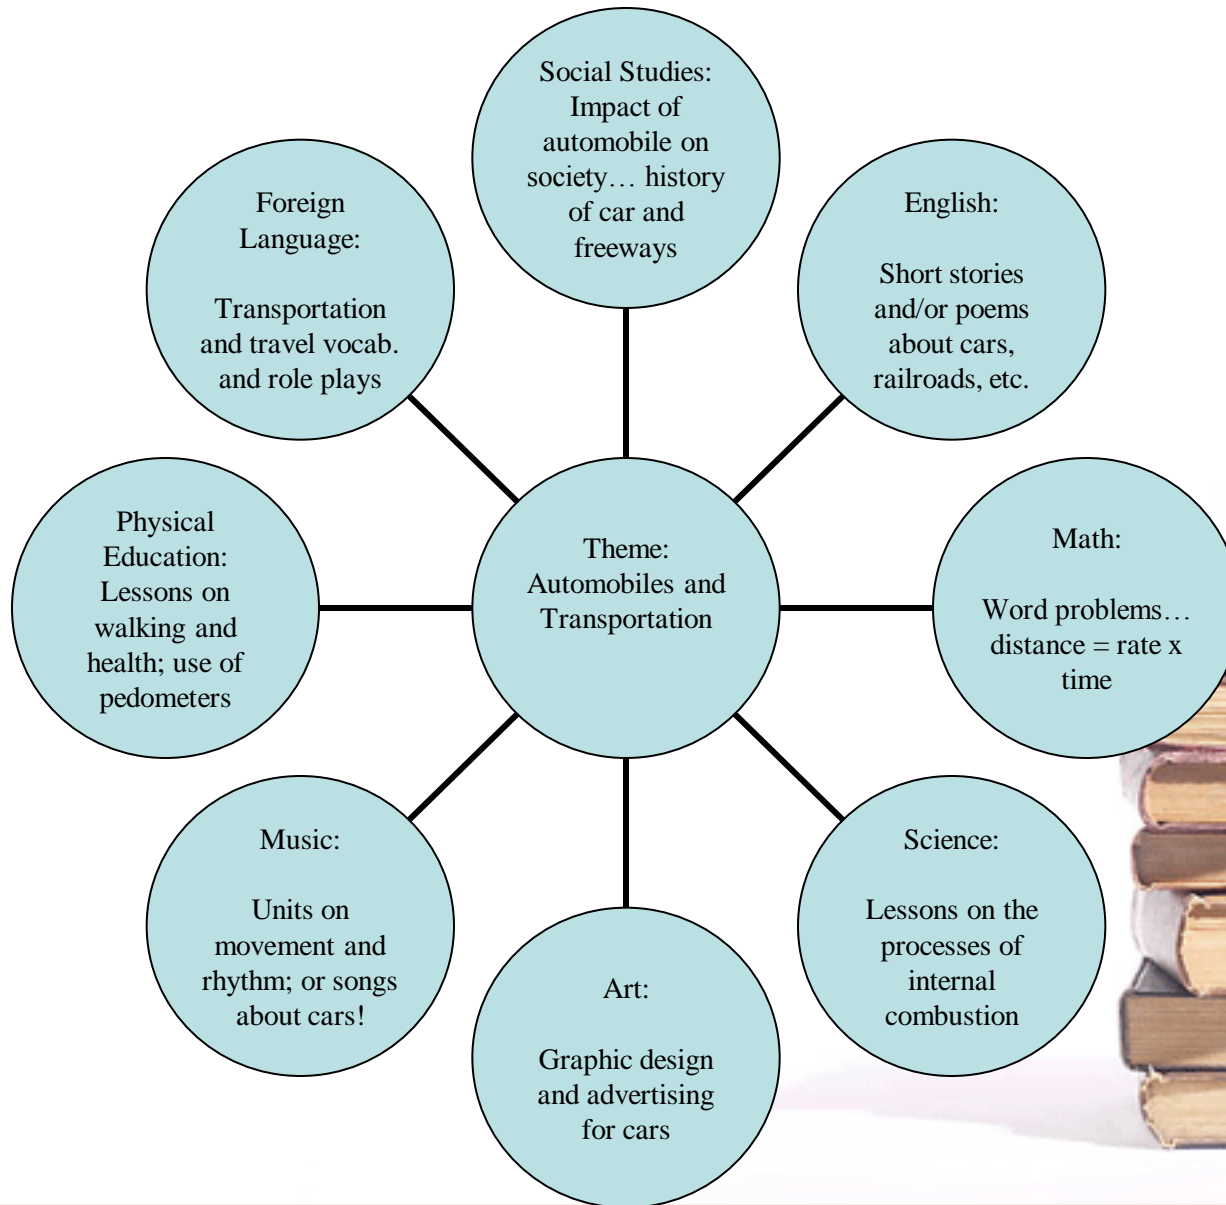 Social Studies:
Impact of
automobile on
society… history
of car and
freeways
English:
Short stories
and/or poems
about cars,
railroads, etc.
Math:
Word problems…
distance = rate x
time
Science:
Lessons on the
processes of
internal
combustion
Art:
Graphic design
and advertising
for cars
Music:
Units on
movement and
rhythm; or songs
about cars!
Physical
Education:
Lessons on
walking and
health; use of
pedometers
Foreign
Language:
Transportation
and travel vocab.
and role plays
Theme:
Automobiles and
Transportation